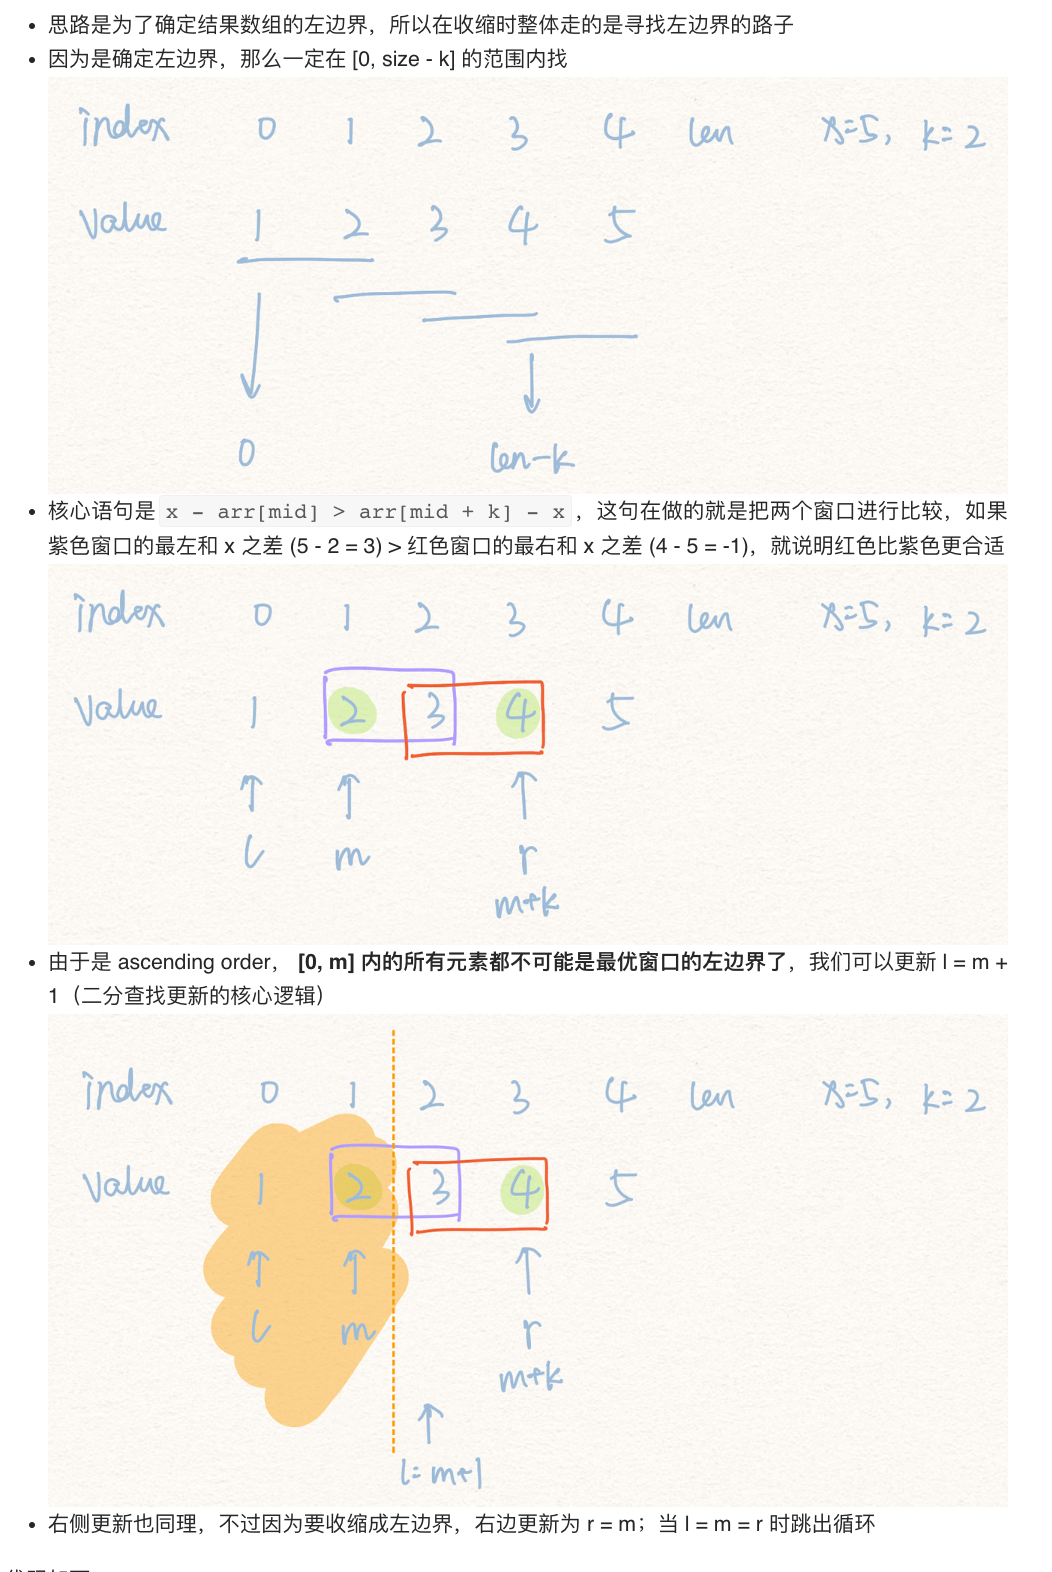 思路是为了确定结果数组的左边界，所以在收缩时整体走的是寻找左边界的路子
因为是确定左边界，那么一定在 [0, size - k] 的范围内找
index 0 1 2 3 4 len x=5, k=2
value 1 2 3 4 5
0 len-k
核心语句是 x - arr[mid] > arr[mid + k] - x ，这句在做的就是把两个窗口进行比较，如果
紫色窗口的最左和 x 之差 (5 - 2 = 3) > 红色窗口的最右和 x 之差 (4 - 5 = -1)，就说明红色比紫色更合适
index 0 1 2 3 4 len x=5, k=2
value 1 2 3 4 5
l m r
m+k
由于是 ascending order， [0, m] 内的所有元素都不可能是最优窗口的左边界了，我们可以更新 l = m +
1（二分查找更新的核心逻辑）
index 0 1 2 3 4 len x=5, k=2
value 1 2 3 4 5
l m r
m+k
l=m+1
右侧更新也同理，不过因为要收缩成左边界，右边更新为 r = m；当 l = m = r 时跳出循环